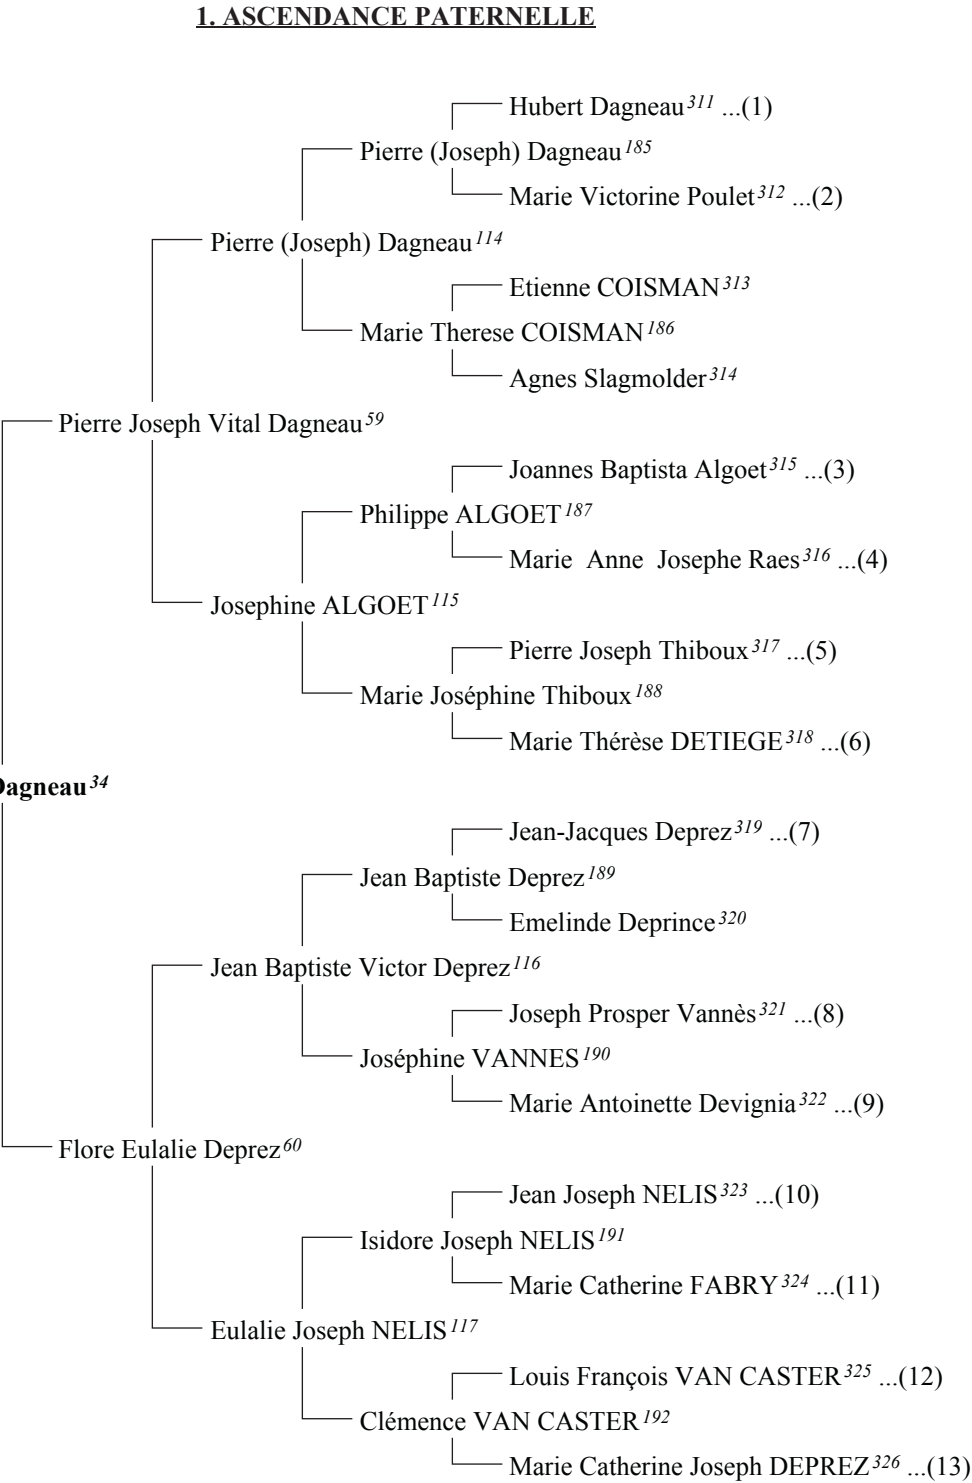 1. ASCENDANCE PATERNELLE
Hubert Dagneau311 ...(1)
Pierre (Joseph) Dagneau185
Marie Victorine Poulet312 ...(2)
Pierre (Joseph) Dagneau114
Etienne COISMAN313
Marie Therese COISMAN186
Agnes Slagmolder314
Pierre Joseph Vital Dagneau59
Joannes Baptista Algoet315 ...(3)
Philippe ALGOET187
Marie Anne Josephe Raes316 ...(4)
Josephine ALGOET115
Pierre Joseph Thiboux317 ...(5)
Marie Joséphine Thiboux188
Marie Thérèse DETIEGE318 ...(6)
Dagneau34
Jean-Jacques Deprez319 ...(7)
Jean Baptiste Deprez189
Emelinde Deprince320
Jean Baptiste Victor Deprez116
Joseph Prosper Vannès321 ...(8)
Joséphine VANNES190
Marie Antoinette Devignia322 ...(9)
Flore Eulalie Deprez60
Jean Joseph NELIS323 ...(10)
Isidore Joseph NELIS191
Marie Catherine FABRY324 ...(11)
Eulalie Joseph NELIS117
Louis François VAN CASTER325 ...(12)
Clémence VAN CASTER192
Marie Catherine Joseph DEPREZ326 ...(13)